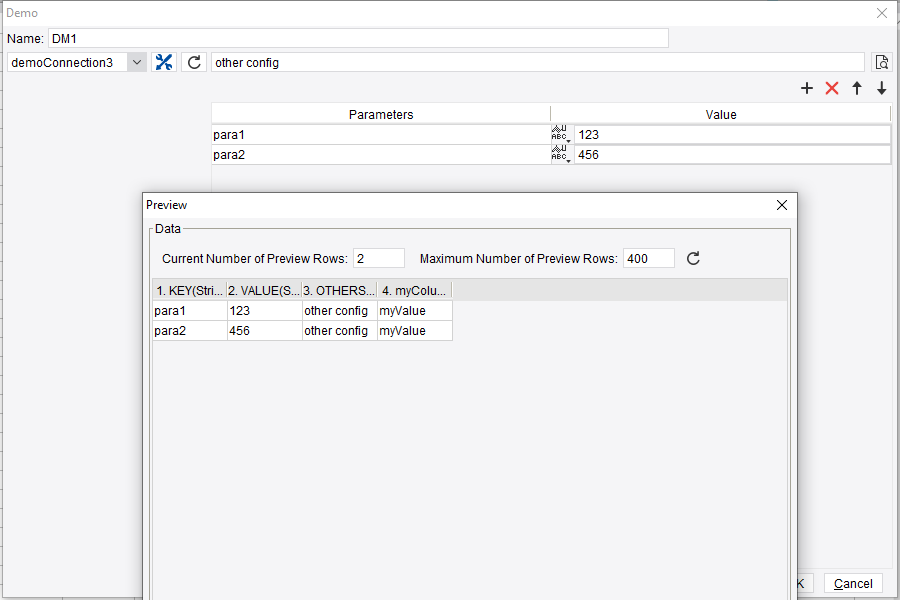 Demo
Name: DM1
demoConnection3 other config
Parameters Value
para1 ABC 123
para2 ABC 456
Preview
Data
Current Number of Preview Rows: 2 Maximum Number of Preview Rows: 400
1. KEY(Stri... 2. VALUE(S... 3. OTHERS... 4. myColu...
para1 123 other config myValue
para2 456 other config myValue
K Cancel